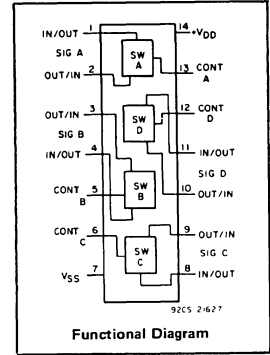 IN/OUT 1
SIG A
OUT/IN 2
OUT/IN 3
SIG B
IN/OUT 4
CONT B 5
CONT C 6
VSS 7
SW A
SW D
SW B
SW C
14 VDD
13 CONT A
12 CONT D
11 IN/OUT
SIG D
10 OUT/IN
9 OUT/IN
SIG C
8 IN/OUT
92CS 21627
Functional Diagram